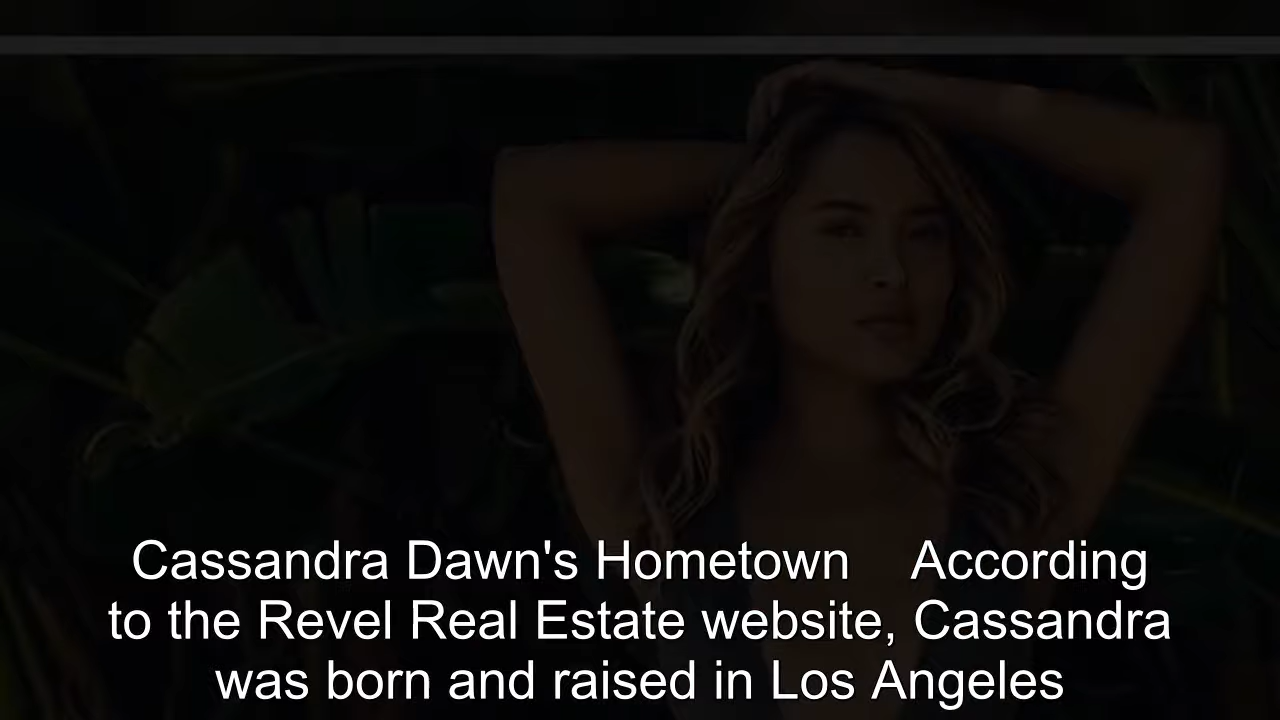 Cassandra Dawn's Hometown According
to the Revel Real Estate website, Cassandra
was born and raised in Los Angeles